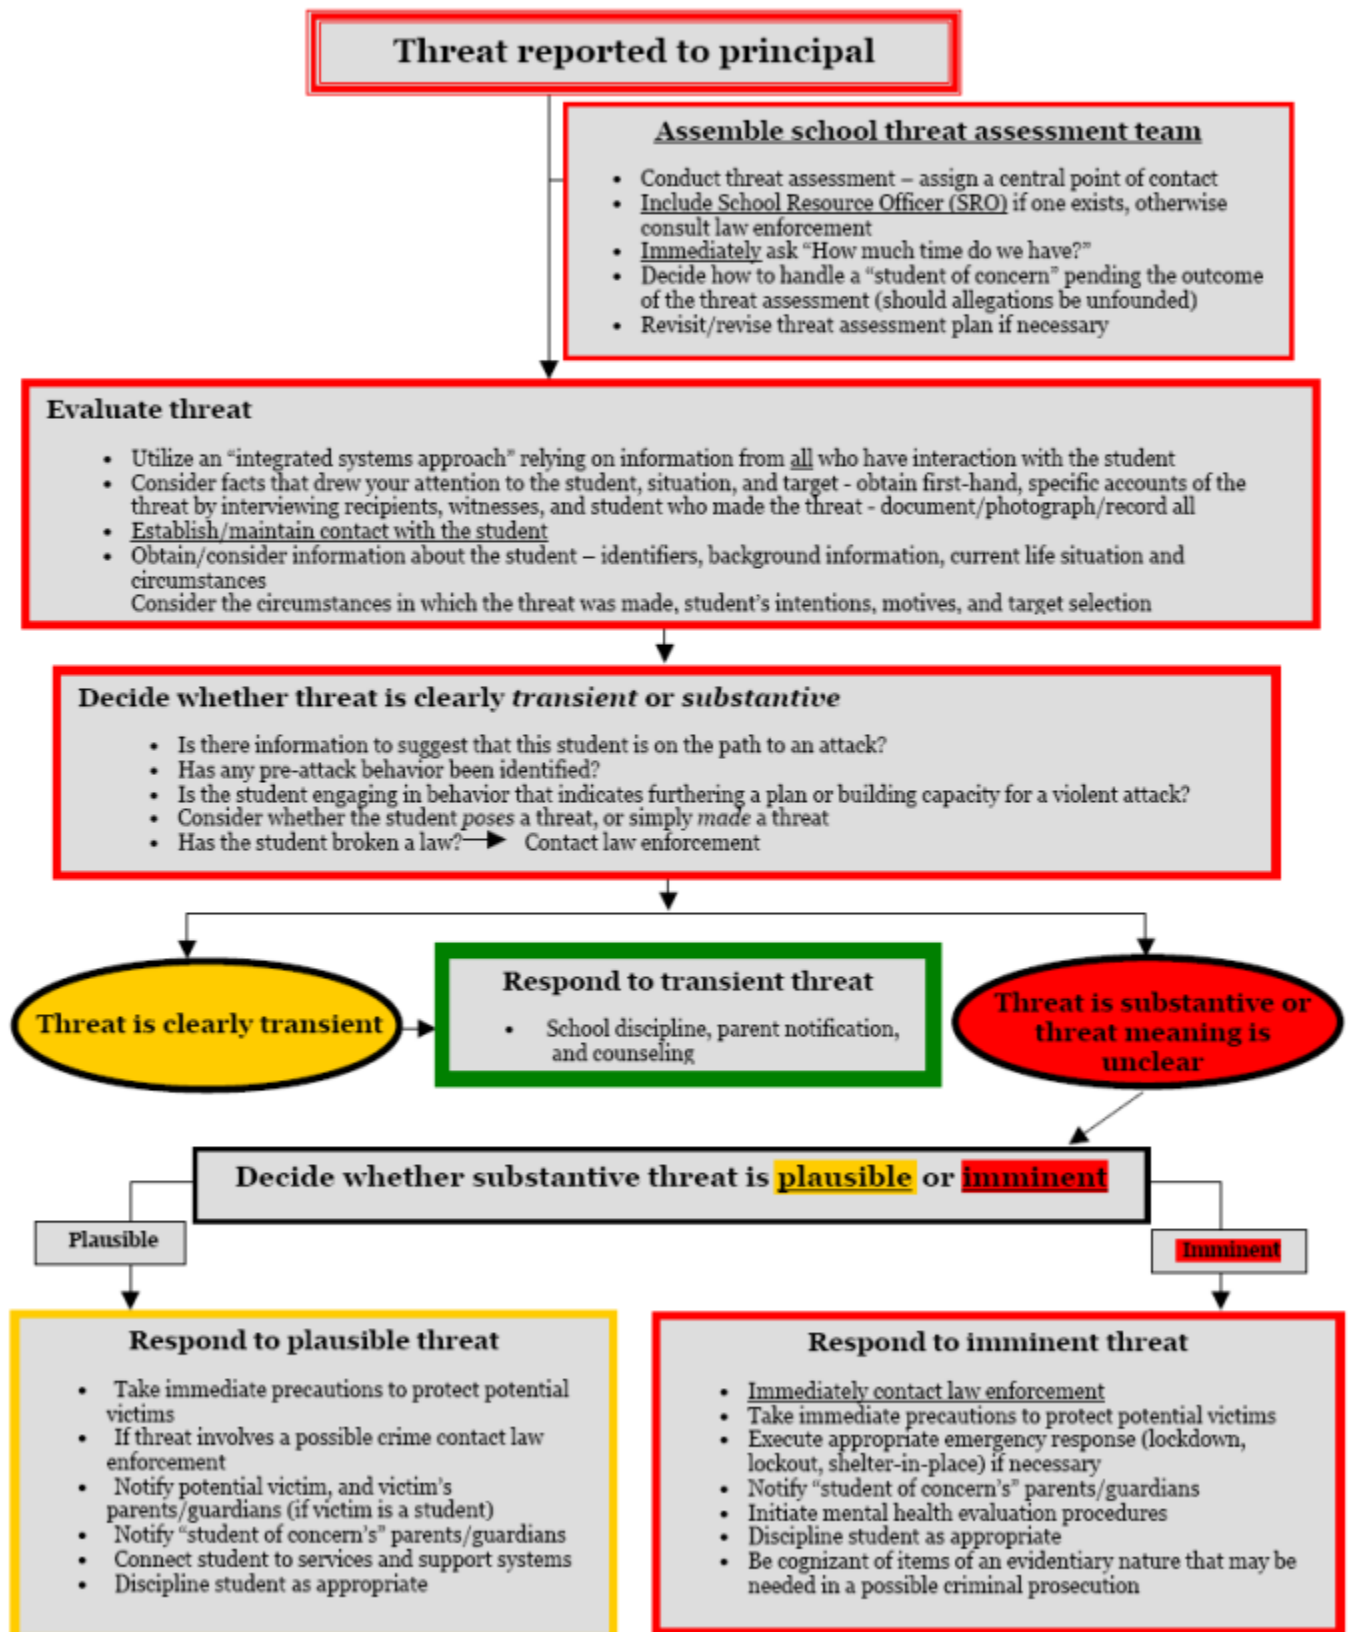 Threat reported to principal
Assemble school threat assessment team
• Conduct threat assessment – assign a central point of contact
• Include School Resource Officer (SRO) if one exists, otherwise
consult law enforcement
• Immediately ask “How much time do we have?”
• Decide how to handle a “student of concern” pending the outcome
of the threat assessment (should allegations be unfounded)
• Revisit/revise threat assessment plan if necessary
Evaluate threat
• Utilize an “integrated systems approach” relying on information from all who have interaction with the student
• Consider facts that drew your attention to the student, situation, and target - obtain first-hand, specific accounts of the
threat by interviewing recipients, witnesses, and student who made the threat - document/photograph/record all
• Establish/maintain contact with the student
• Obtain/consider information about the student – identifiers, background information, current life situation and
circumstances
Consider the circumstances in which the threat was made, student’s intentions, motives, and target selection
Decide whether threat is clearly transient or substantive
• Is there information to suggest that this student is on the path to an attack?
• Has any pre-attack behavior been identified?
• Is the student engaging in behavior that indicates furthering a plan or building capacity for a violent attack?
• Consider whether the student poses a threat, or simply made a threat
• Has the student broken a law? Contact law enforcement
Threat is clearly transient
Respond to transient threat
• School discipline, parent notification,
and counseling
Threat is substantive or
threat meaning is
unclear
Decide whether substantive threat is plausible or imminent
Plausible
Imminent
Respond to plausible threat
• Take immediate precautions to protect potential
victims
• If threat involves a possible crime contact law
enforcement
• Notify potential victim, and victim’s
parents/guardians (if victim is a student)
• Notify “student of concern’s” parents/guardians
• Connect student to services and support systems
• Discipline student as appropriate
Respond to imminent threat
• Immediately contact law enforcement
• Take immediate precautions to protect potential victims
• Execute appropriate emergency response (lockdown,
lockout, shelter-in-place) if necessary
• Notify “student of concern’s” parents/guardians
• Initiate mental health evaluation procedures
• Discipline student as appropriate
• Be cognizant of items of an evidentiary nature that may be
needed in a possible criminal prosecution